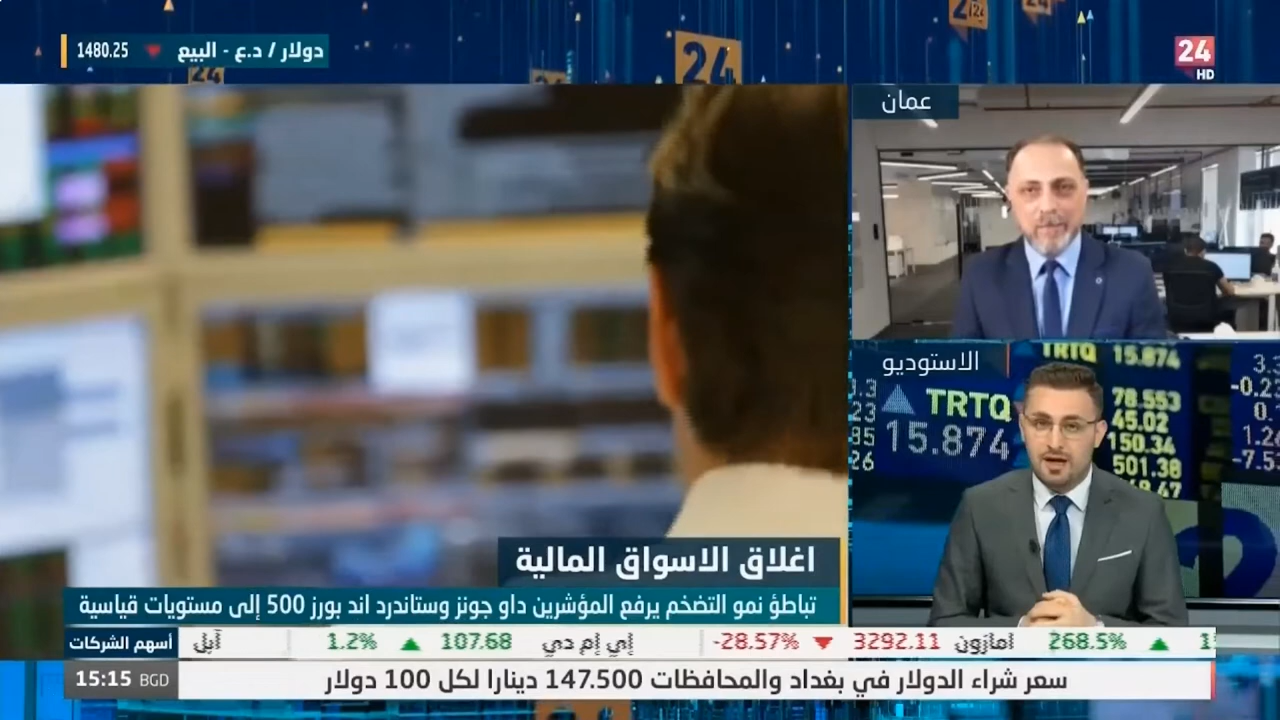 دولار / د.ع - البيع 1480.25
24
HD
24
24
عمان
الاستوديو
TRTQ 15.874
TRTQ
15.874
78.553
45.02
150.34
501.38
اغلاق الاسواق المالية
تباطؤ نمو التضخم يرفع المؤشرين داو جونز وستاندرد اند بورز 500 إلى مستويات قياسية
268.5% امازون 3292.11 -28.57% إي إم دي 107.68 1.2% آبل
أسهم الشركات
سعر شراء الدولار في بغداد والمحافظات 147.500 دينارا لكل 100 دولار
15:15 BGD